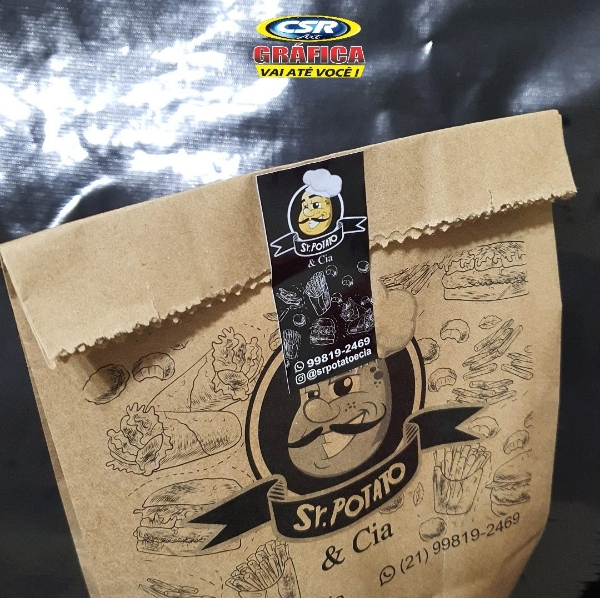 CSR
Art
GRÁFICA
VAI ATÉ VOCÊ !
Sr. POTATO
& Cia
99819-2469
@srpotatoecia
Sr. POTATO
& Cia
(21) 99819-2469